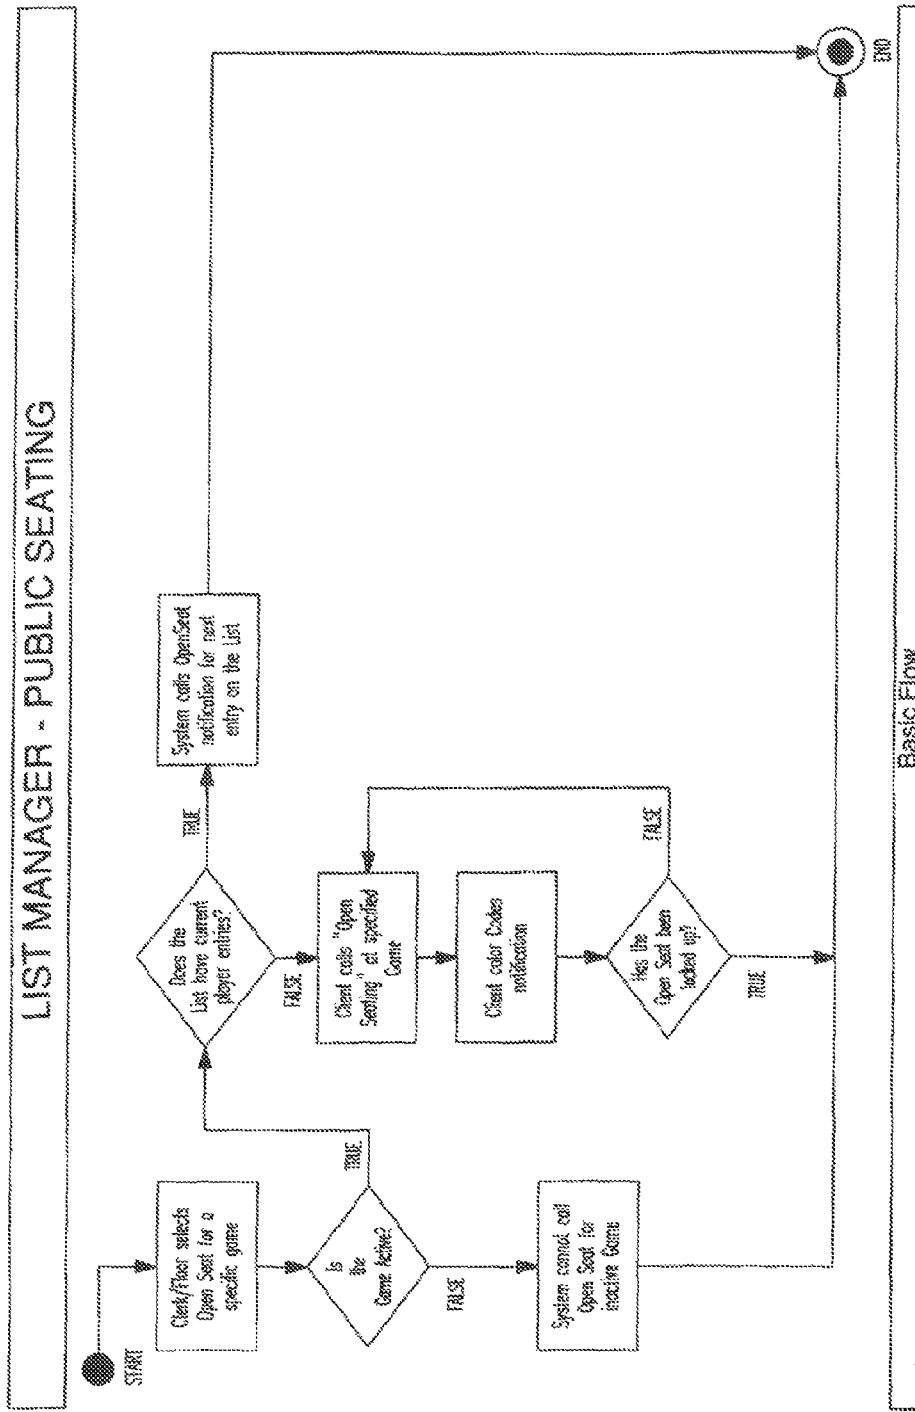 LIST MANAGER - PUBLIC SEATING
START
Clerk/Floor selects
Open Seat for a
specific game
Is
the
Game Active?
TRUE
FALSE
System cannot call
Open Seat for
inactive Game
Does the
List have current
player entries?
TRUE
FALSE
System calls OpenSeat
notification for next
entry on the List
Client calls "Open
Seating" at specified
Game
Client color Codes
notification
Has the
Open Seat been
locked up?
FALSE
TRUE
END
Basic Flow